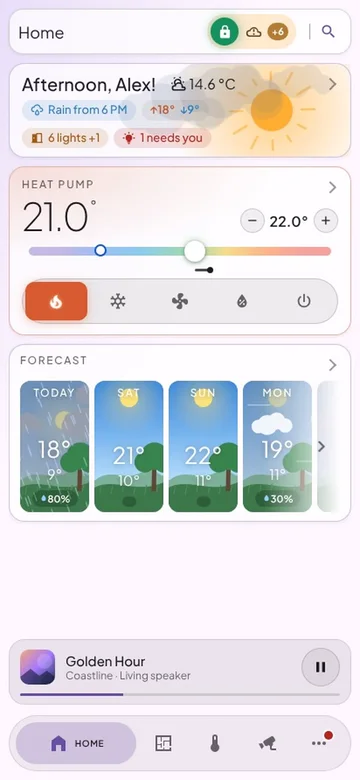 Home
+6
Afternoon, Alex! 14.6 °C
Rain from 6 PM ↑18° ↓9°
6 lights +1 1 needs you
HEAT PUMP
21.0°
− 22.0° +
FORECAST
TODAY SAT SUN MON
18° 21° 22° 19°
9° 10° 11° 11°
80% 30%
Golden Hour
Coastline · Living speaker
HOME